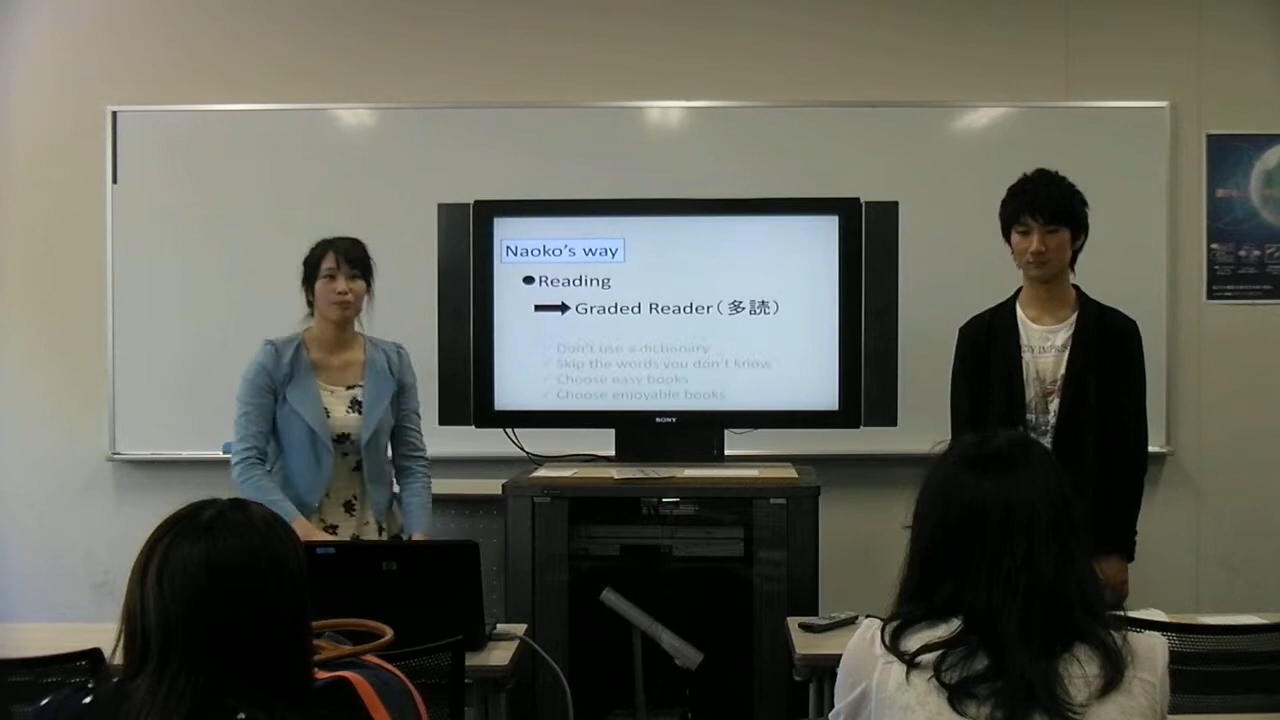 Naoko's way
●Reading
Graded Reader(多読)
✓ Don't use a dictionary
✓ Skip the words you don't know
✓ Choose easy books
✓ Choose enjoyable books
SONY
hp